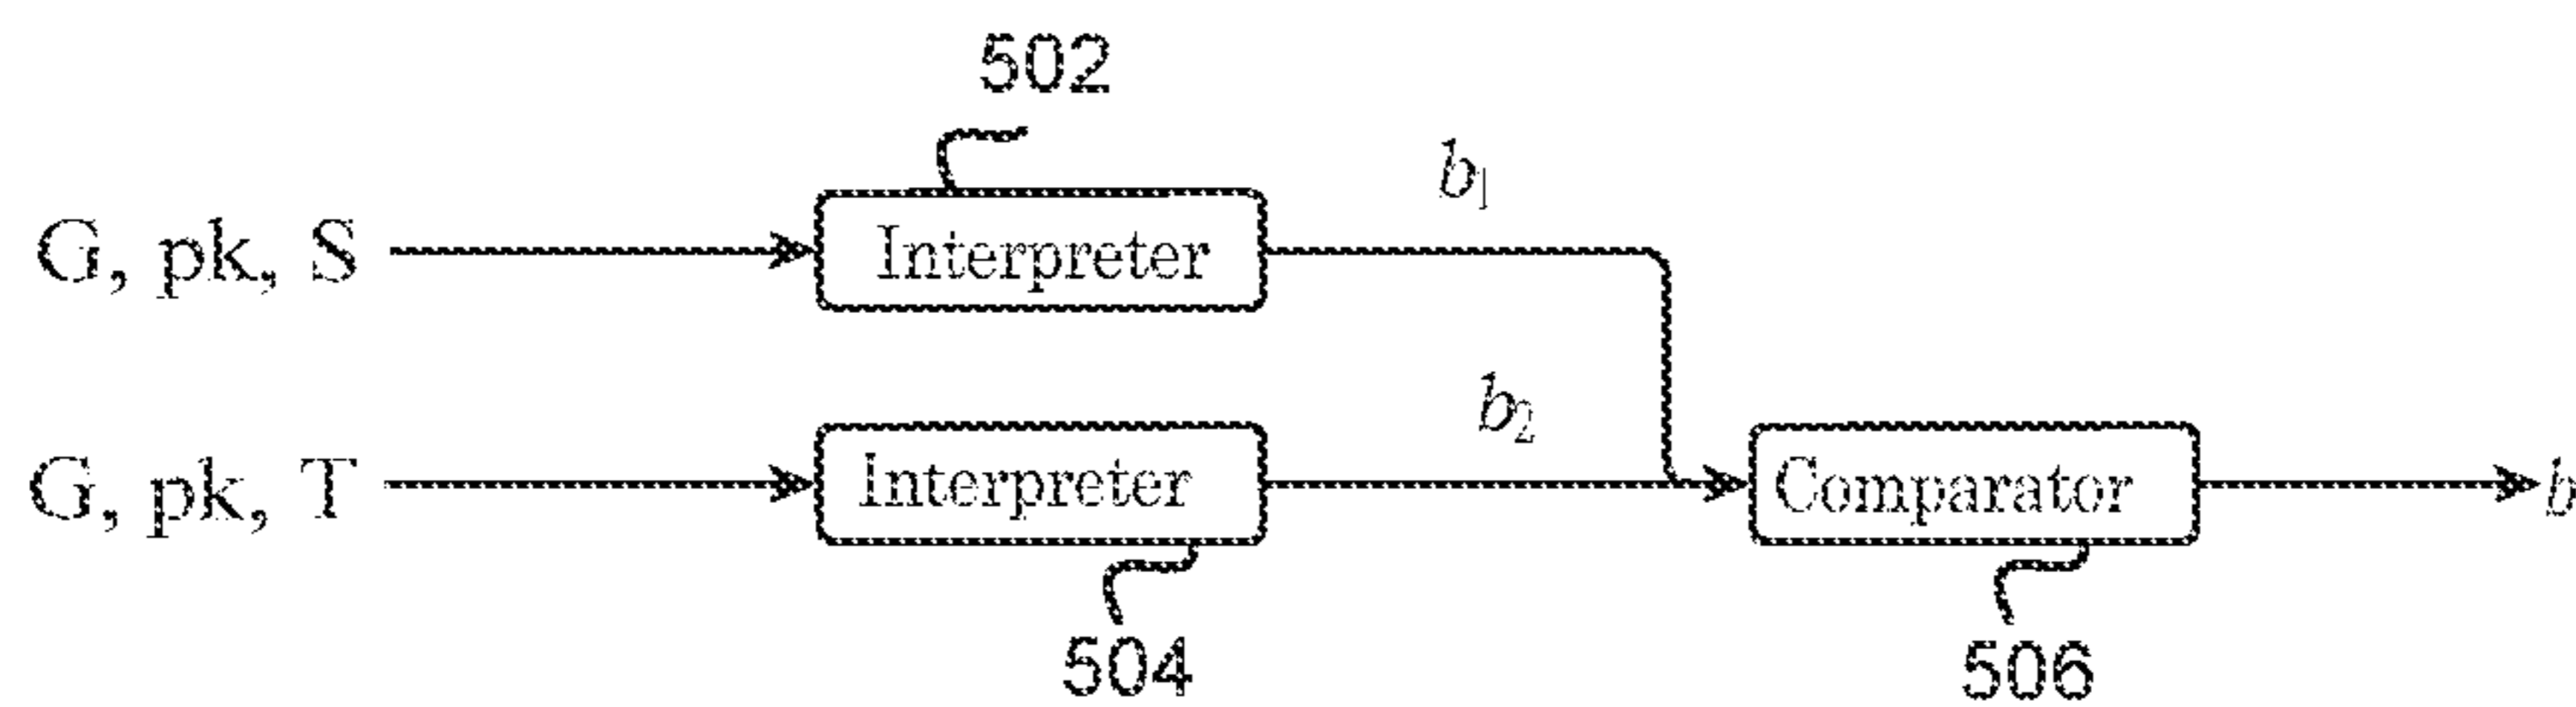 502
b₁
G, pk, S Interpreter
b₂
G, pk, T Interpreter Comparator b
504 506